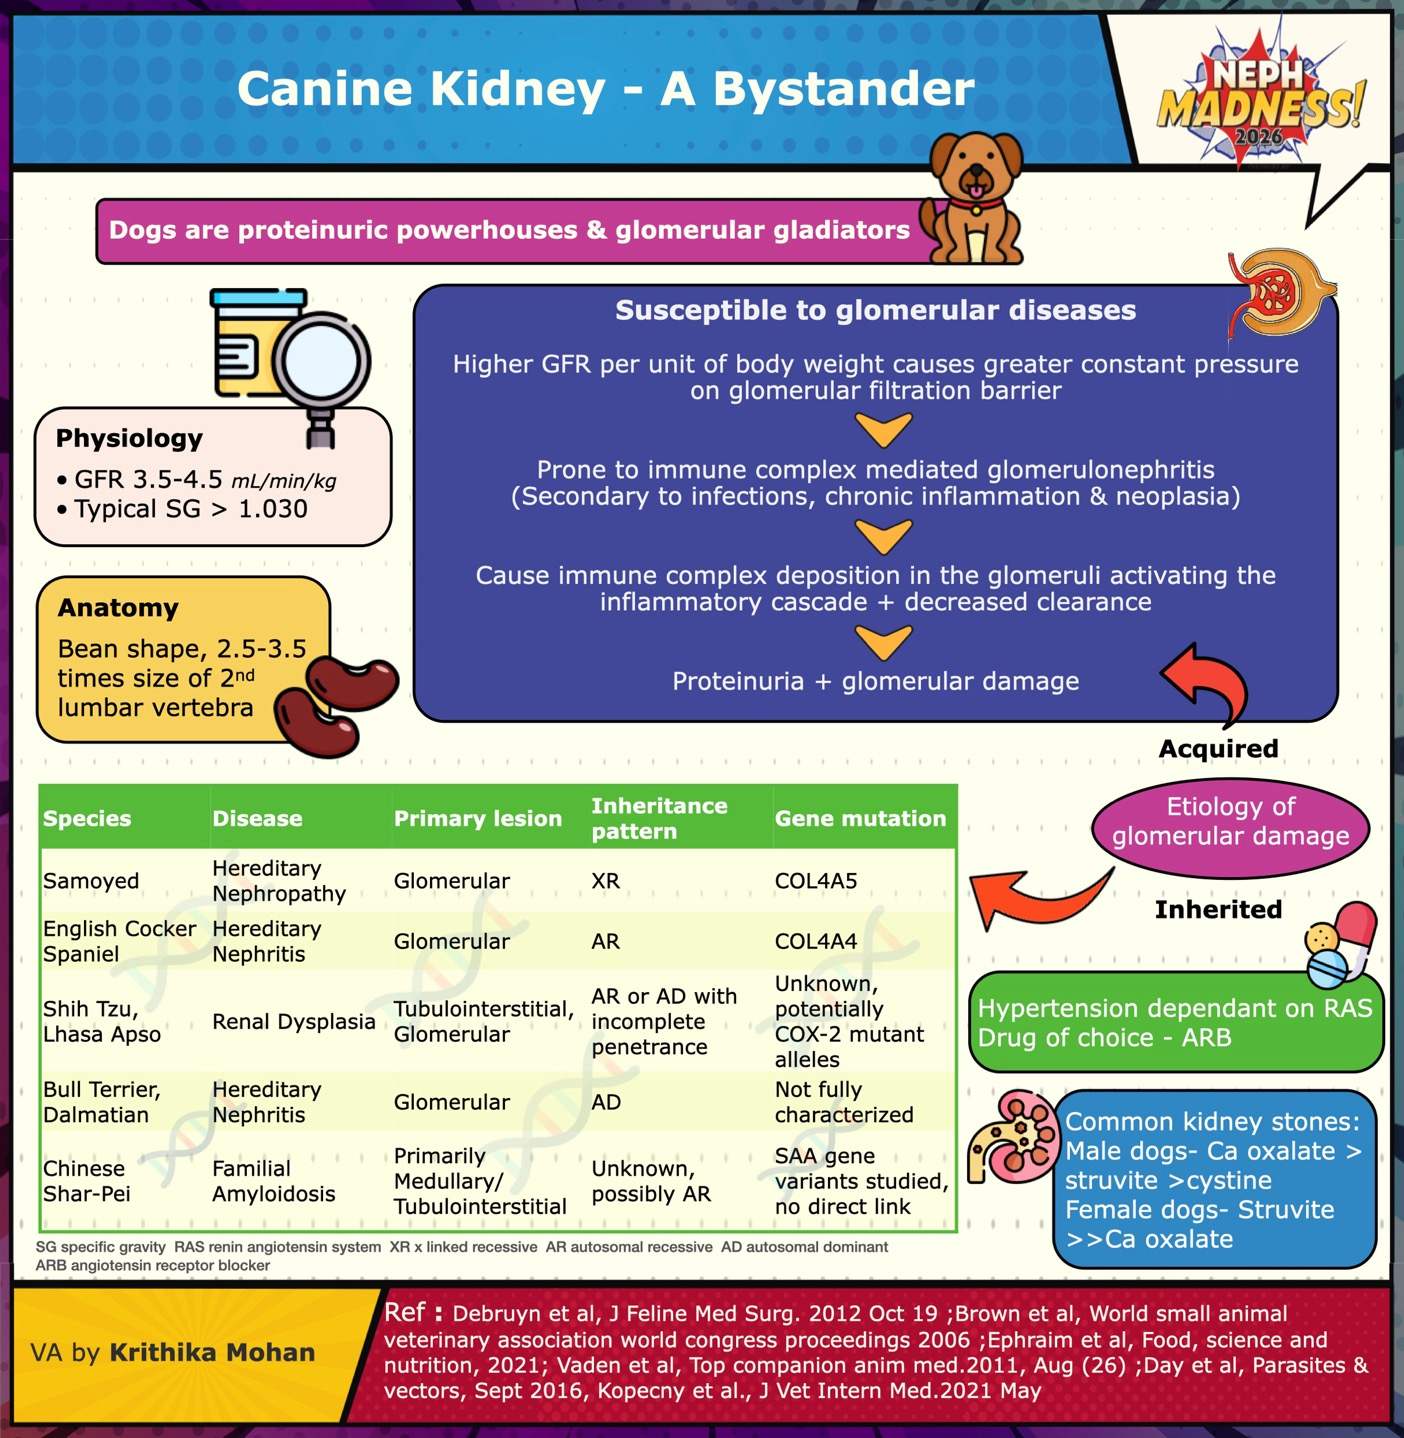 Canine Kidney - A Bystander
NEPH
MADNESS!
2026
Dogs are proteinuric powerhouses & glomerular gladiators
Physiology
• GFR 3.5-4.5 mL/min/kg
• Typical SG > 1.030
Anatomy
Bean shape, 2.5-3.5
times size of 2nd
lumbar vertebra
Susceptible to glomerular diseases
Higher GFR per unit of body weight causes greater constant pressure
on glomerular filtration barrier
Prone to immune complex mediated glomerulonephritis
(Secondary to infections, chronic inflammation & neoplasia)
Cause immune complex deposition in the glomeruli activating the
inflammatory cascade + decreased clearance
Proteinuria + glomerular damage
Acquired
Etiology of
glomerular damage
Inherited
Species Disease Primary lesion Inheritance pattern Gene mutation
Samoyed Hereditary Nephropathy Glomerular XR COL4A5
English Cocker Spaniel Hereditary Nephritis Glomerular AR COL4A4
Shih Tzu, Lhasa Apso Renal Dysplasia Tubulointerstitial, Glomerular AR or AD with incomplete penetrance Unknown, potentially COX-2 mutant alleles
Bull Terrier, Dalmatian Hereditary Nephritis Glomerular AD Not fully characterized
Chinese Shar-Pei Familial Amyloidosis Primarily Medullary/ Tubulointerstitial Unknown, possibly AR SAA gene variants studied, no direct link
Hypertension dependant on RAS
Drug of choice - ARB
Common kidney stones:
Male dogs- Ca oxalate >
struvite >cystine
Female dogs- Struvite
>>Ca oxalate
SG specific gravity RAS renin angiotensin system XR x linked recessive AR autosomal recessive AD autosomal dominant
ARB angiotensin receptor blocker
VA by Krithika Mohan
Ref : Debruyn et al, J Feline Med Surg. 2012 Oct 19 ;Brown et al, World small animal
veterinary association world congress proceedings 2006 ;Ephraim et al, Food, science and
nutrition, 2021; Vaden et al, Top companion anim med.2011, Aug (26) ;Day et al, Parasites &
vectors, Sept 2016, Kopecny et al., J Vet Intern Med.2021 May